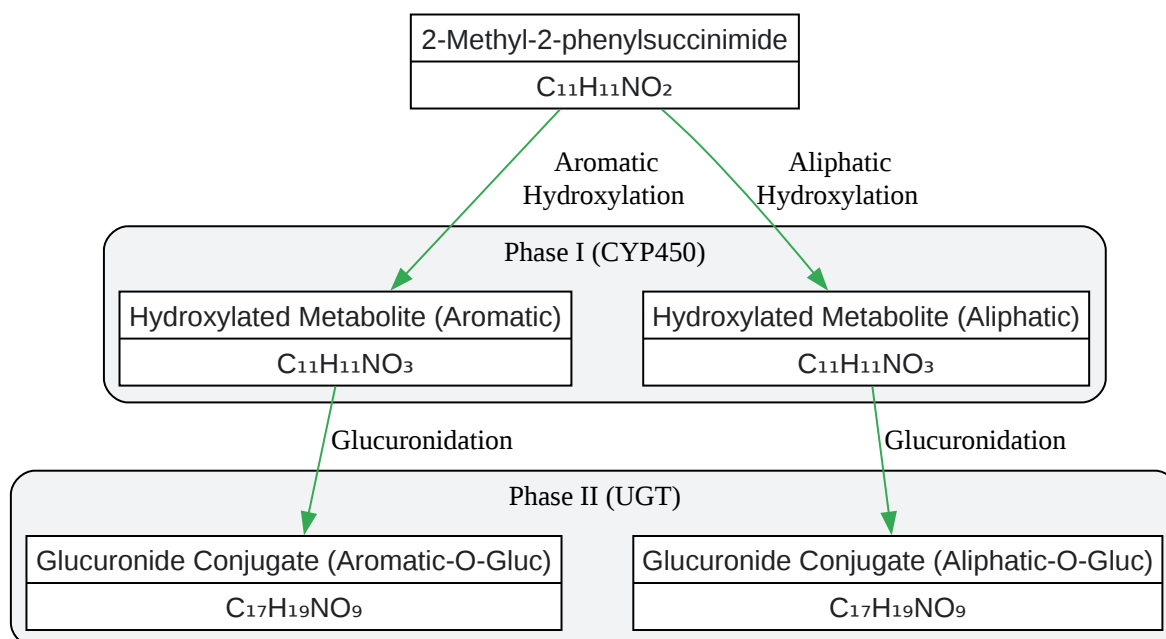 2-Methyl-2-phenylsuccinimide
C₁₁H₁₁NO₂
Aromatic
Hydroxylation
Aliphatic
Hydroxylation
Phase I (CYP450)
Hydroxylated Metabolite (Aromatic)
C₁₁H₁₁NO₃
Hydroxylated Metabolite (Aliphatic)
C₁₁H₁₁NO₃
Glucuronidation
Glucuronidation
Phase II (UGT)
Glucuronide Conjugate (Aromatic-O-Gluc)
C₁₇H₁₉NO₉
Glucuronide Conjugate (Aliphatic-O-Gluc)
C₁₇H₁₉NO₉